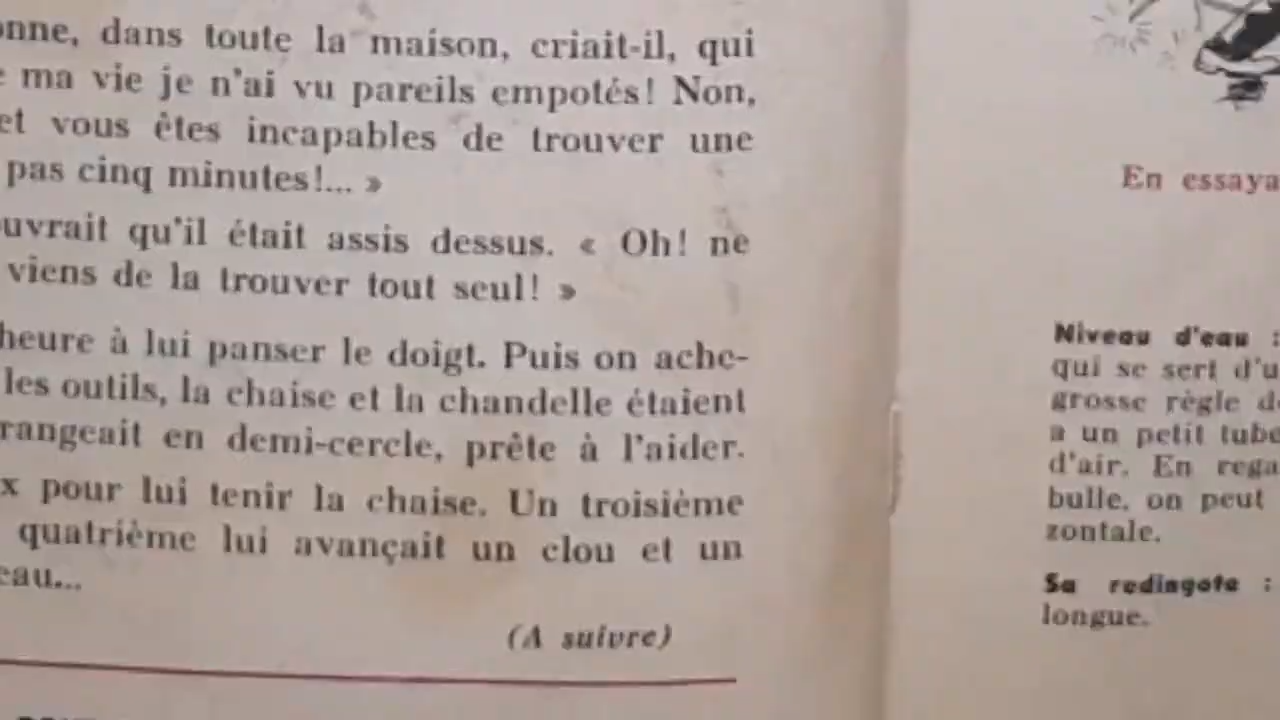 onne, dans toute la maison, criait-il, qui
e ma vie je n'ai vu pareils empotés! Non,
et vous êtes incapables de trouver une
pas cinq minutes!... »
ouvrait qu'il était assis dessus. « Oh! ne
viens de la trouver tout seul! »
heure à lui panser le doigt. Puis on ache-
les outils, la chaise et la chandelle étaient
rangeait en demi-cercle, prête à l'aider.
x pour lui tenir la chaise. Un troisième
quatrième lui avançait un clou et un
eau...
(A suivre)
En essaya
Niveau d'eau :
qui se sert d'u
grosse règle de
a un petit tube
d'air. En rega
bulle, on peut
zontale.
Sa redingote :
longue.